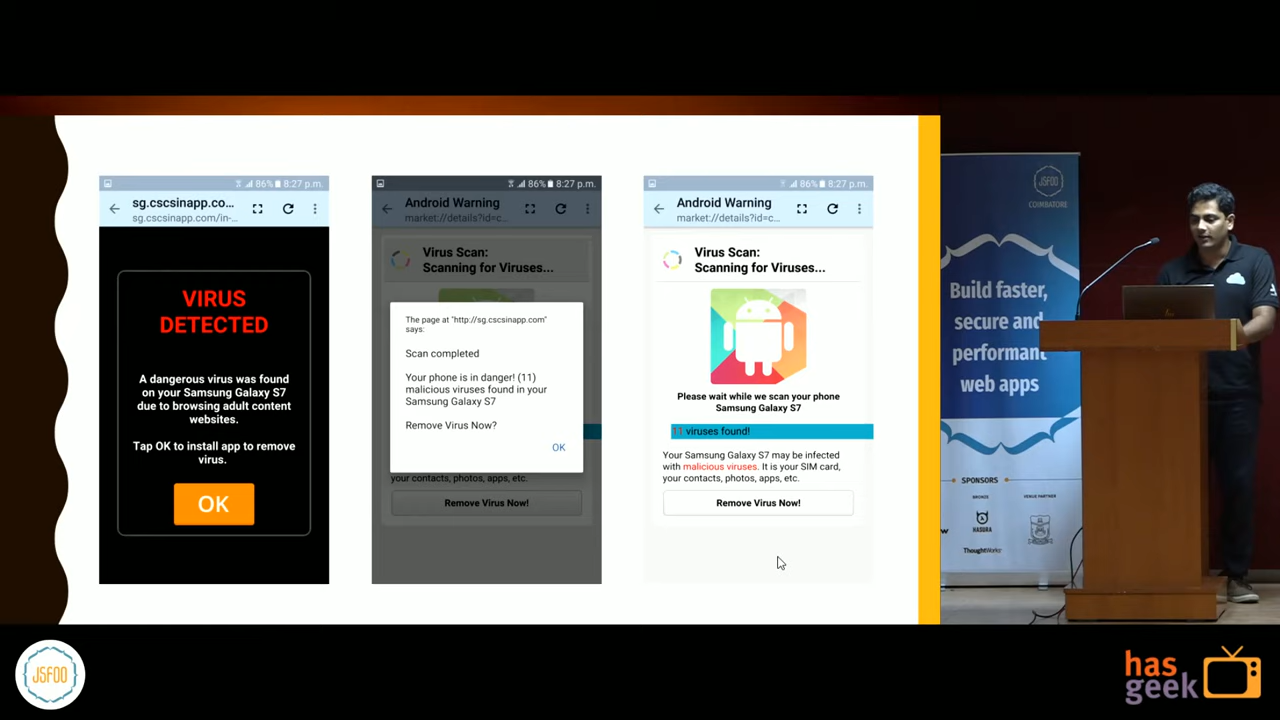 86% 8:27 p.m.
sg.cscsinapp.co...
sg.cscsinapp.com/in-...
VIRUS
DETECTED
A dangerous virus was found
on your Samsung Galaxy S7
due to browsing adult content
websites.
Tap OK to install app to remove
virus.
OK
86% 8:27 p.m.
Android Warning
market://details?id=c...
Virus Scan:
Scanning for Viruses...
The page at "http://sg.cscsinapp.com"
says:
Scan completed
Your phone is in danger! (11)
malicious viruses found in your
Samsung Galaxy S7
Remove Virus Now?
OK
your contacts, photos, apps, etc.
Remove Virus Now!
86% 8:27 p.m.
Android Warning
market://details?id=c...
Virus Scan:
Scanning for Viruses...
Please wait while we scan your phone
Samsung Galaxy S7
11 viruses found!
Your Samsung Galaxy S7 may be infected
with malicious viruses. It is your SIM card,
your contacts, photos, apps, etc.
Remove Virus Now!
JSFOO
COIMBATORE
Build faster,
secure and
performant
web apps
SPONSORS
BRONZE
VENUE PARTNER
HASURA
ThoughtWorks
JSFOO
has
geek